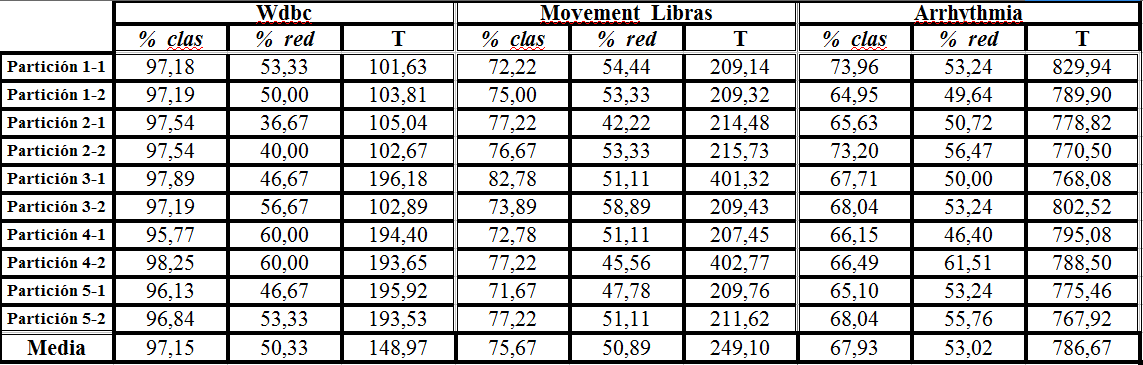 Wdbc Movement Libras Arrhythmia
% clas % red T % clas % red T % clas % red T
Partición 1-1 97,18 53,33 101,63 72,22 54,44 209,14 73,96 53,24 829,94
Partición 1-2 97,19 50,00 103,81 75,00 53,33 209,32 64,95 49,64 789,90
Partición 2-1 97,54 36,67 105,04 77,22 42,22 214,48 65,63 50,72 778,82
Partición 2-2 97,54 40,00 102,67 76,67 53,33 215,73 73,20 56,47 770,50
Partición 3-1 97,89 46,67 196,18 82,78 51,11 401,32 67,71 50,00 768,08
Partición 3-2 97,19 56,67 102,89 73,89 58,89 209,43 68,04 53,24 802,52
Partición 4-1 95,77 60,00 194,40 72,78 51,11 207,45 66,15 46,40 795,08
Partición 4-2 98,25 60,00 193,65 77,22 45,56 402,77 66,49 61,51 788,50
Partición 5-1 96,13 46,67 195,92 71,67 47,78 209,76 65,10 53,24 775,46
Partición 5-2 96,84 53,33 193,53 77,22 51,11 211,62 68,04 55,76 767,92
Media 97,15 50,33 148,97 75,67 50,89 249,10 67,93 53,02 786,67